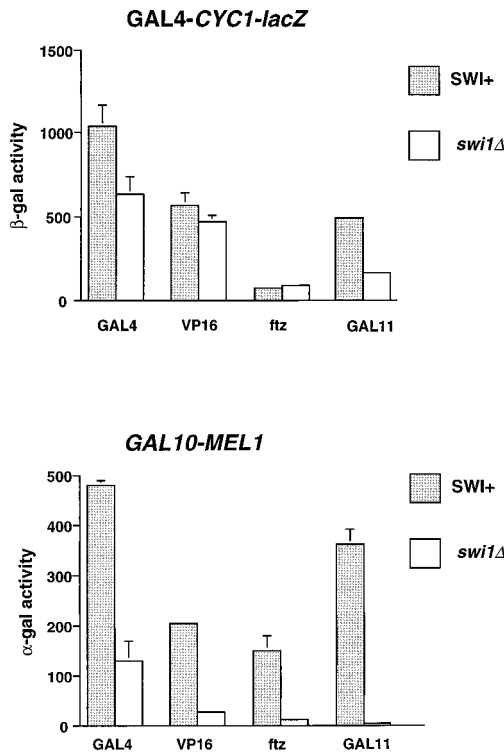 GAL4-CYC1-lacZ
1500
1000
500
0
β-gal activity
GAL4 VP16 ftz GAL11
SWI+
swi1Δ
GAL10-MEL1
500
400
300
200
100
0
α-gal activity
GAL4 VP16 ftz GAL11
SWI+
swi1Δ